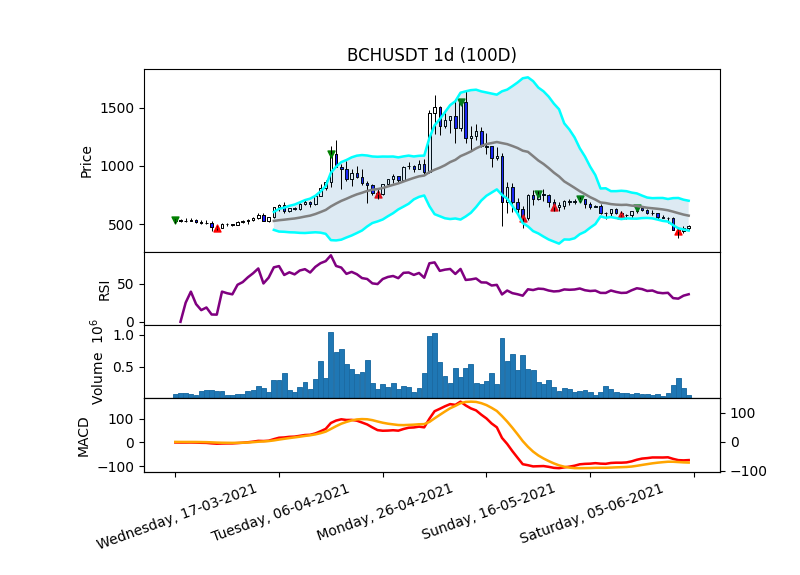 BCHUSDT 1d (100D)
Price
1500
1000
500
RSI
50
0
Volume 10^6
1.0
0.5
MACD
100
0
−100
100
0
−100
Wednesday, 17-03-2021
Tuesday, 06-04-2021
Monday, 26-04-2021
Sunday, 16-05-2021
Saturday, 05-06-2021